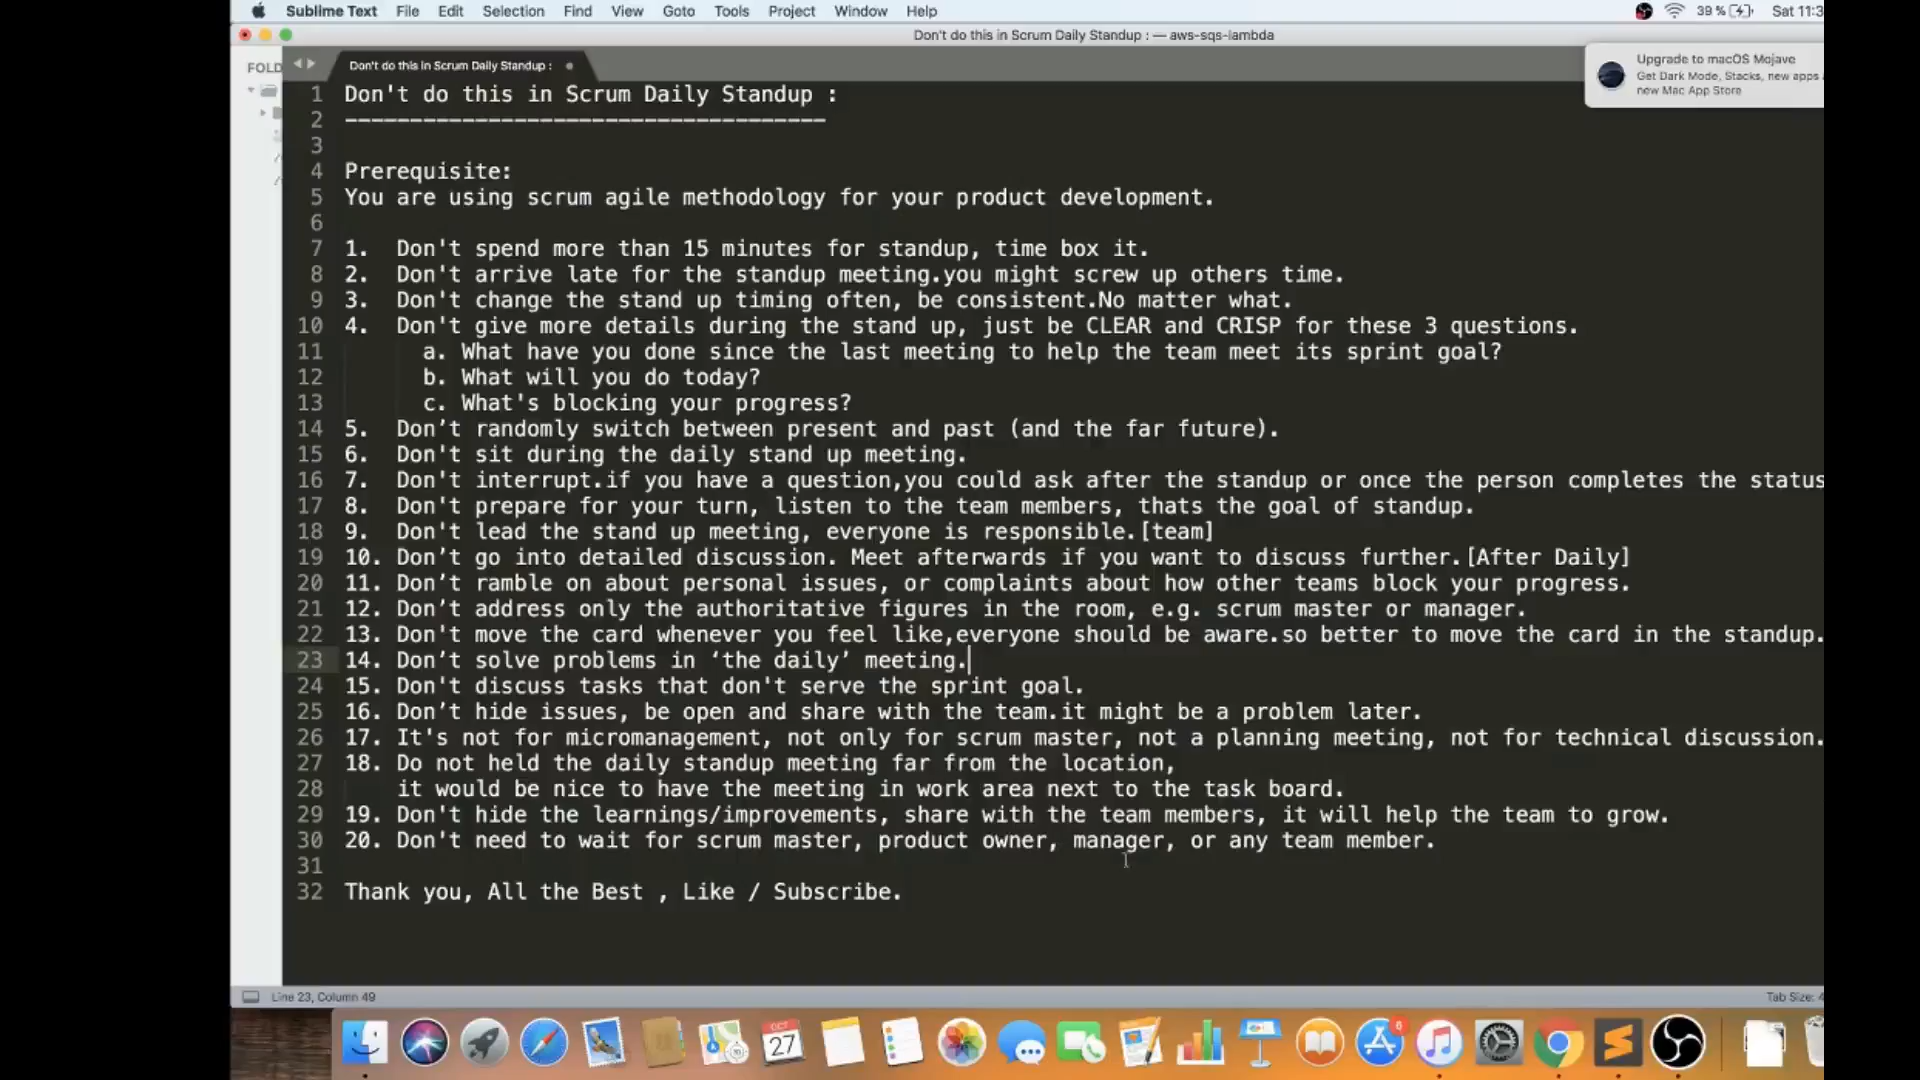 Sublime Text File Edit Selection Find View Goto Tools Project Window Help 39% Sat 11:3
Don't do this in Scrum Daily Standup : — aws-sqs-lambda
FOLD
Don't do this in Scrum Daily Standup :
Upgrade to macOS Mojave
Get Dark Mode, Stacks, new apps
new Mac App Store
1 Don't do this in Scrum Daily Standup :
2 -------------------------------------
3
4 Prerequisite:
5 You are using scrum agile methodology for your product development.
6
7 1. Don't spend more than 15 minutes for standup, time box it.
8 2. Don't arrive late for the standup meeting.you might screw up others time.
9 3. Don't change the stand up timing often, be consistent.No matter what.
10 4. Don't give more details during the stand up, just be CLEAR and CRISP for these 3 questions.
11 a. What have you done since the last meeting to help the team meet its sprint goal?
12 b. What will you do today?
13 c. What's blocking your progress?
14 5. Don’t randomly switch between present and past (and the far future).
15 6. Don't sit during the daily stand up meeting.
16 7. Don't interrupt.if you have a question,you could ask after the standup or once the person completes the status
17 8. Don't prepare for your turn, listen to the team members, thats the goal of standup.
18 9. Don't lead the stand up meeting, everyone is responsible.[team]
19 10. Don’t go into detailed discussion. Meet afterwards if you want to discuss further.[After Daily]
20 11. Don’t ramble on about personal issues, or complaints about how other teams block your progress.
21 12. Don’t address only the authoritative figures in the room, e.g. scrum master or manager.
22 13. Don't move the card whenever you feel like,everyone should be aware.so better to move the card in the standup.
23 14. Don’t solve problems in ‘the daily’ meeting.
24 15. Don't discuss tasks that don't serve the sprint goal.
25 16. Don’t hide issues, be open and share with the team.it might be a problem later.
26 17. It's not for micromanagement, not only for scrum master, not a planning meeting, not for technical discussion.
27 18. Do not held the daily standup meeting far from the location,
28 it would be nice to have the meeting in work area next to the task board.
29 19. Don't hide the learnings/improvements, share with the team members, it will help the team to grow.
30 20. Don't need to wait for scrum master, product owner, manager, or any team member.
31
32 Thank you, All the Best , Like / Subscribe.
Line 23, Column 49
Tab Size: 4
OCT
27
6